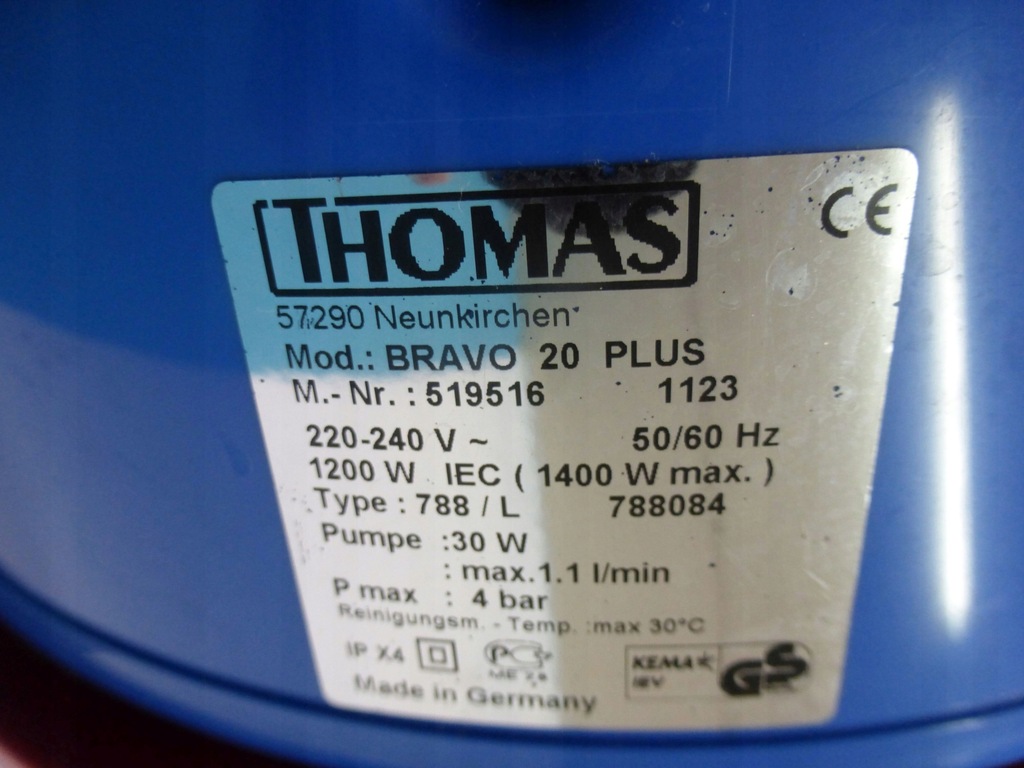 THOMAS
CE
57290 Neunkirchen
Mod.: BRAVO 20 PLUS
M.- Nr. : 519516 1123
220-240 V ~ 50/60 Hz
1200 W IEC ( 1400 W max. )
Type : 788 / L 788084
Pumpe : 30 W
: max.1.1 l/min
P max : 4 bar
Reinigungsm. - Temp. :max 30°C
IP X4
KEMA
GS
Made in Germany